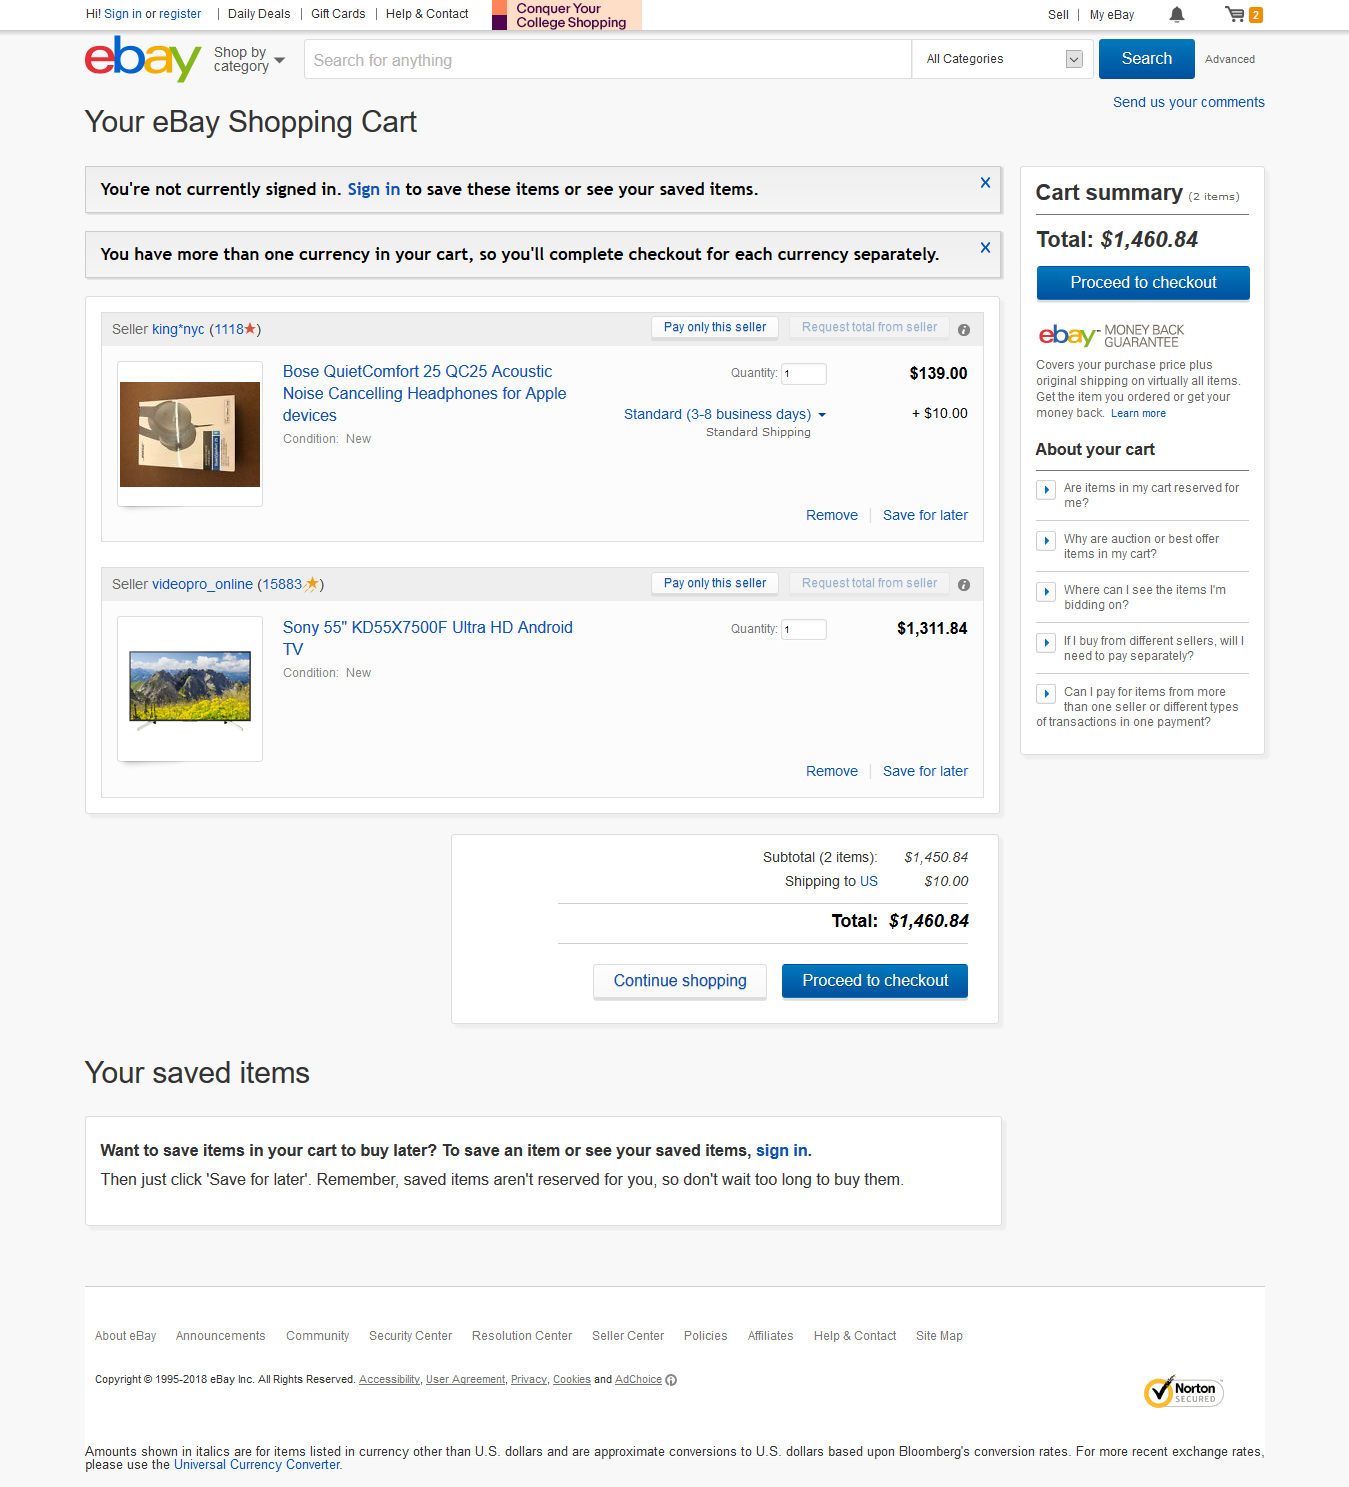 Hi! Sign in or register | Daily Deals | Gift Cards | Help & Contact
Conquer Your
College Shopping
Sell | My eBay
2
ebay
Shop by
category
Search for anything
All Categories
Search
Advanced
Send us your comments
Your eBay Shopping Cart
You're not currently signed in. Sign in to save these items or see your saved items.
You have more than one currency in your cart, so you'll complete checkout for each currency separately.
Seller king*nyc (1118)
Pay only this seller
Request total from seller
Bose QuietComfort 25 QC25 Acoustic
Noise Cancelling Headphones for Apple
devices
Condition: New
Quantity: 1
$139.00
Standard (3-8 business days)
+ $10.00
Standard Shipping
Remove | Save for later
Seller videopro_online (15883)
Pay only this seller
Request total from seller
Sony 55" KD55X7500F Ultra HD Android
TV
Condition: New
Quantity: 1
$1,311.84
Remove | Save for later
Subtotal (2 items): $1,450.84
Shipping to US $10.00
Total: $1,460.84
Continue shopping
Proceed to checkout
Cart summary (2 items)
Total: $1,460.84
Proceed to checkout
ebay MONEY BACK
GUARANTEE
Covers your purchase price plus
original shipping on virtually all items.
Get the item you ordered or get your
money back. Learn more
About your cart
Are items in my cart reserved for
me?
Why are auction or best offer
items in my cart?
Where can I see the items I'm
bidding on?
If I buy from different sellers, will I
need to pay separately?
Can I pay for items from more
than one seller or different types
of transactions in one payment?
Your saved items
Want to save items in your cart to buy later? To save an item or see your saved items, sign in.
Then just click 'Save for later'. Remember, saved items aren't reserved for you, so don't wait too long to buy them.
About eBay Announcements Community Security Center Resolution Center Seller Center Policies Affiliates Help & Contact Site Map
Copyright © 1995-2018 eBay Inc. All Rights Reserved. Accessibility, User Agreement, Privacy, Cookies and AdChoice
Norton
SECURED
Amounts shown in italics are for items listed in currency other than U.S. dollars and are approximate conversions to U.S. dollars based upon Bloomberg's conversion rates. For more recent exchange rates,
please use the Universal Currency Converter.